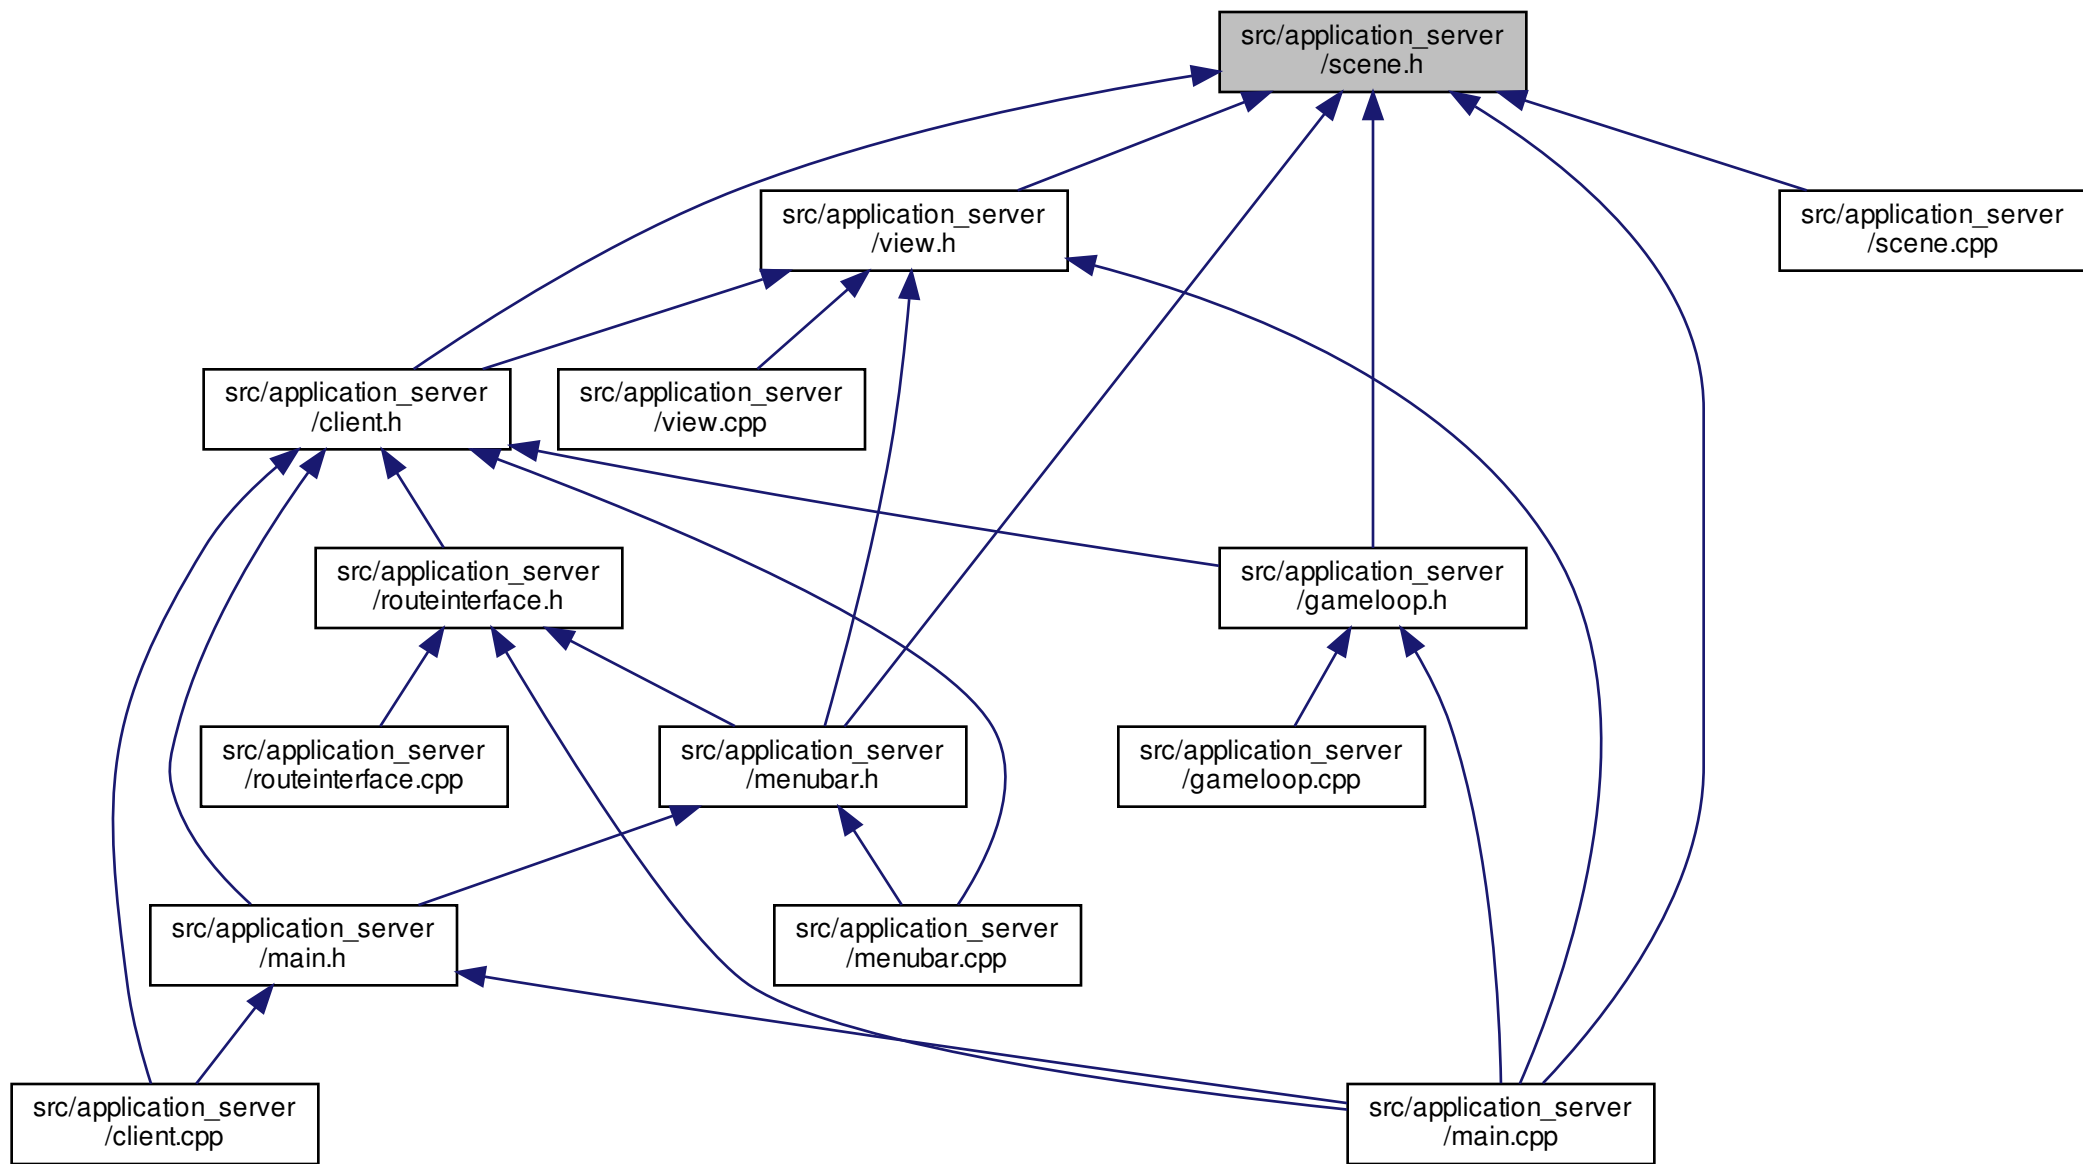 src/application_server
/scene.h
src/application_server
/view.h
src/application_server
/scene.cpp
src/application_server
/client.h
src/application_server
/view.cpp
src/application_server
/routeinterface.h
src/application_server
/gameloop.h
src/application_server
/routeinterface.cpp
src/application_server
/menubar.h
src/application_server
/gameloop.cpp
src/application_server
/main.h
src/application_server
/menubar.cpp
src/application_server
/client.cpp
src/application_server
/main.cpp